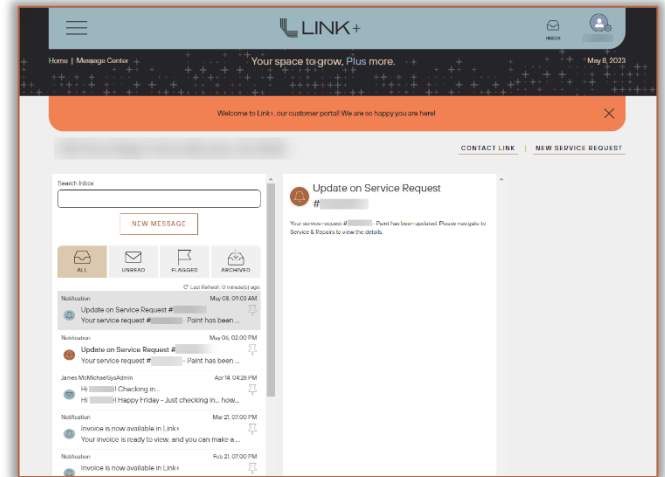 LINK+
INBOX
Home | Message Center
Your space to grow, Plus more.
May 8, 2023
Welcome to Link+, our customer portal! We are so happy you are here!
CONTACT LINK | NEW SERVICE REQUEST
Search Inbox
NEW MESSAGE
ALL
UNREAD
FLAGGED
ARCHIVED
Last Refresh: 0 minute(s) ago
Notification May 08, 09:03 AM
Update on Service Request #
Your service request # - Paint has been ...
Notification May 06, 02:00 PM
Update on Service Request #
Your service request # - Paint has been ...
James McMichaelSysAdmin Apr 14, 04:28 PM
Hi ! Checking in...
Hi ! Happy Friday - Just checking in... how...
Notification Mar 21, 07:00 PM
Invoice is now available in Link+
Your invoice is ready to view, and you can make a ...
Notification Feb 21, 07:00 PM
Invoice is now available in Link+
Update on Service Request
#
Your service request # - Paint has been updated. Please navigate to
Service & Repairs to view the details.